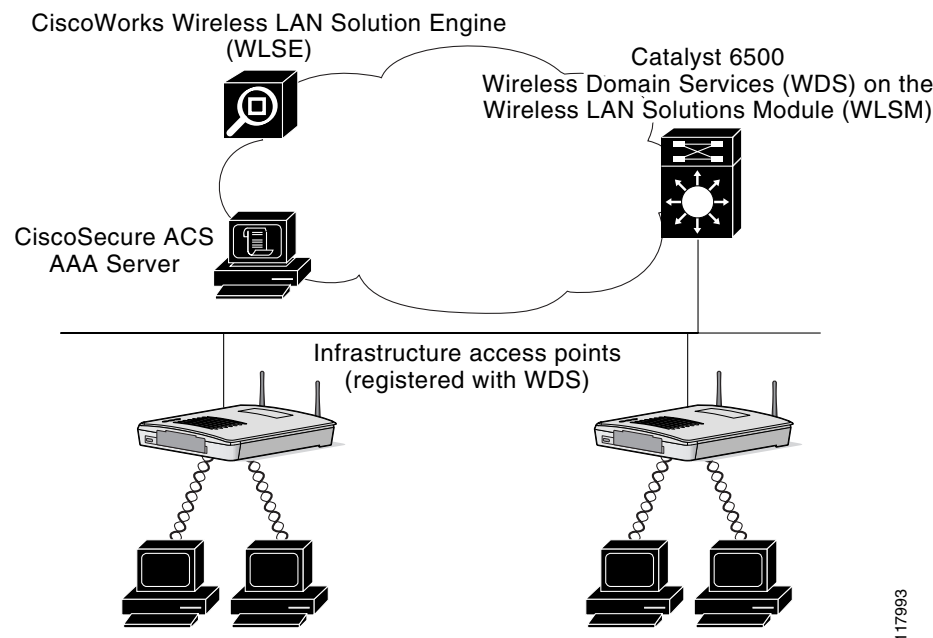 CiscoWorks Wireless LAN Solution Engine
(WLSE)
Catalyst 6500
Wireless Domain Services (WDS) on the
Wireless LAN Solutions Module (WLSM)
CiscoSecure ACS
AAA Server
Infrastructure access points
(registered with WDS)
117993